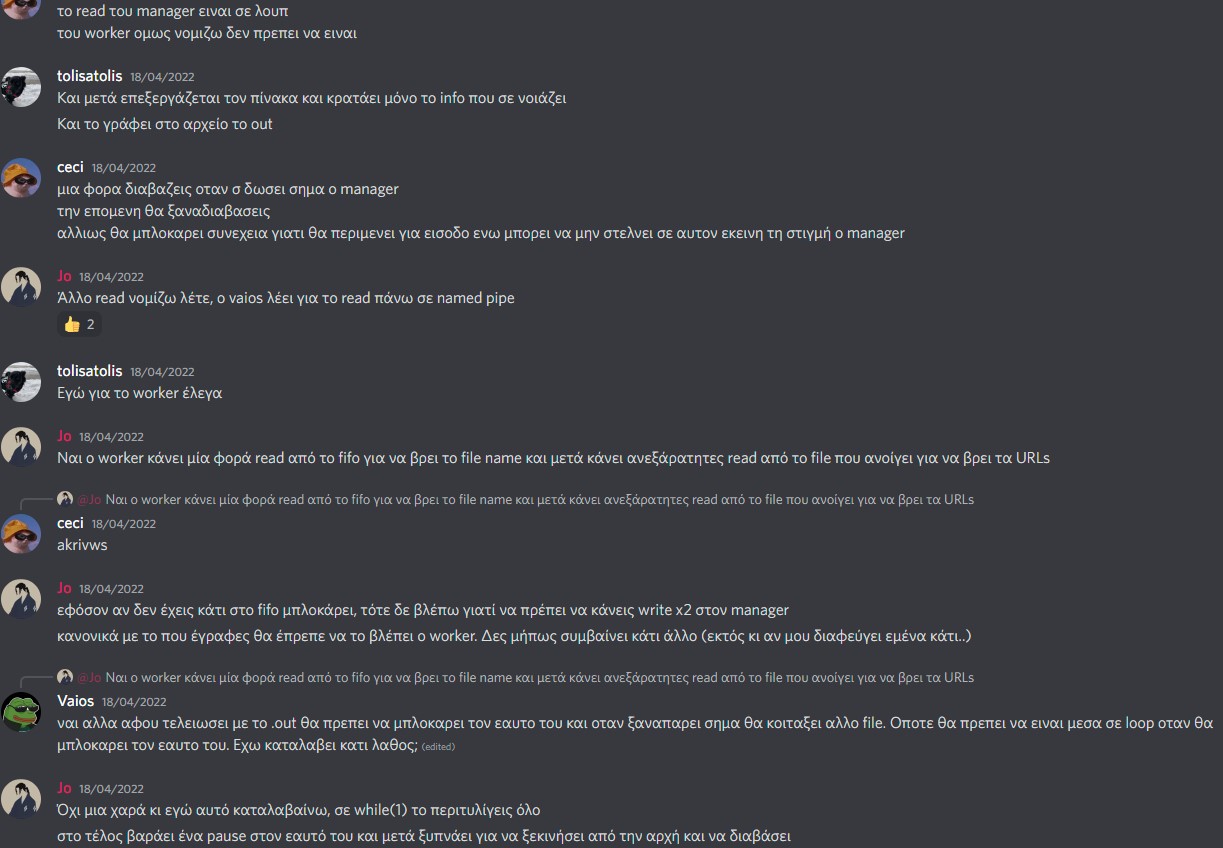 το read του manager ειναι σε λουπ
του worker ομως νομιζω δεν πρεπει να ειναι
tolisatolis 18/04/2022
Και μετά επεξεργάζεται τον πίνακα και κρατάει μόνο το info που σε νοιάζει
Και το γράφει στο αρχείο το out
ceci 18/04/2022
μια φορα διαβαζεις οταν σ δωσει σημα ο manager
την επομενη θα ξαναδιαβασεις
αλλιως θα μπλοκαρει συνεχεια γιατι θα περιμενει για εισοδο ενω μπορει να μην στελνει σε αυτον εκεινη τη στιγμή ο manager
Jo 18/04/2022
Άλλο read νομίζω λέτε, ο vaios λέει για το read πάνω σε named pipe
👍 2
tolisatolis 18/04/2022
Εγώ για το worker έλεγα
Jo 18/04/2022
Ναι ο worker κάνει μία φορά read από το fifo για να βρει το file name και μετά κάνει ανεξάρατητες read από το file που ανοίγει για να βρει τα URLs
@Jo Ναι ο worker κάνει μία φορά read από το fifo για να βρει το file name και μετά κάνει ανεξάρατητες read από το file που ανοίγει για να βρει τα URLs
ceci 18/04/2022
akrivws
Jo 18/04/2022
εφόσον αν δεν έχεις κάτι στο fifo μπλοκάρει, τότε δε βλέπω γιατί να πρέπει να κάνεις write x2 στον manager
κανονικά με το που έγραφες θα έπρεπε να το βλέπει ο worker. Δες μήπως συμβαίνει κάτι άλλο (εκτός κι αν μου διαφεύγει εμένα κάτι..)
@Jo Ναι ο worker κάνει μία φορά read από το fifo για να βρει το file name και μετά κάνει ανεξάρατητες read από το file που ανοίγει για να βρει τα URLs
Vaios 18/04/2022
ναι αλλα αφου τελειωσει με το .out θα πρεπει να μπλοκαρει τον εαυτο του και οταν ξαναπαρει σημα θα κοιταξει αλλο file. Οποτε θα πρεπει να ειναι μεσα σε loop οταν θα
μπλοκαρει τον εαυτο του. Εχω καταλαβει κατι λαθος; (edited)
Jo 18/04/2022
Όχι μια χαρά κι εγώ αυτό καταλαβαίνω, σε while(1) το περιτυλίγεις όλο
στο τέλος βαράει ένα pause στον εαυτό του και μετά ξυπνάει για να ξεκινήσει από την αρχή και να διαβάσει